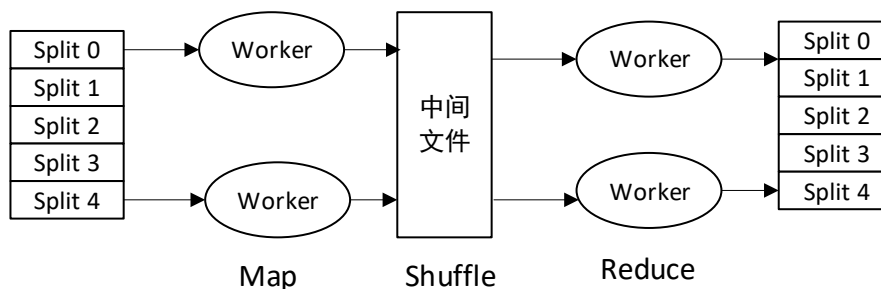 Split 0
Split 1
Split 2
Split 3
Split 4
Worker
Worker
中间
文件
Worker
Worker
Split 0
Split 1
Split 2
Split 3
Split 4
Map
Shuffle
Reduce